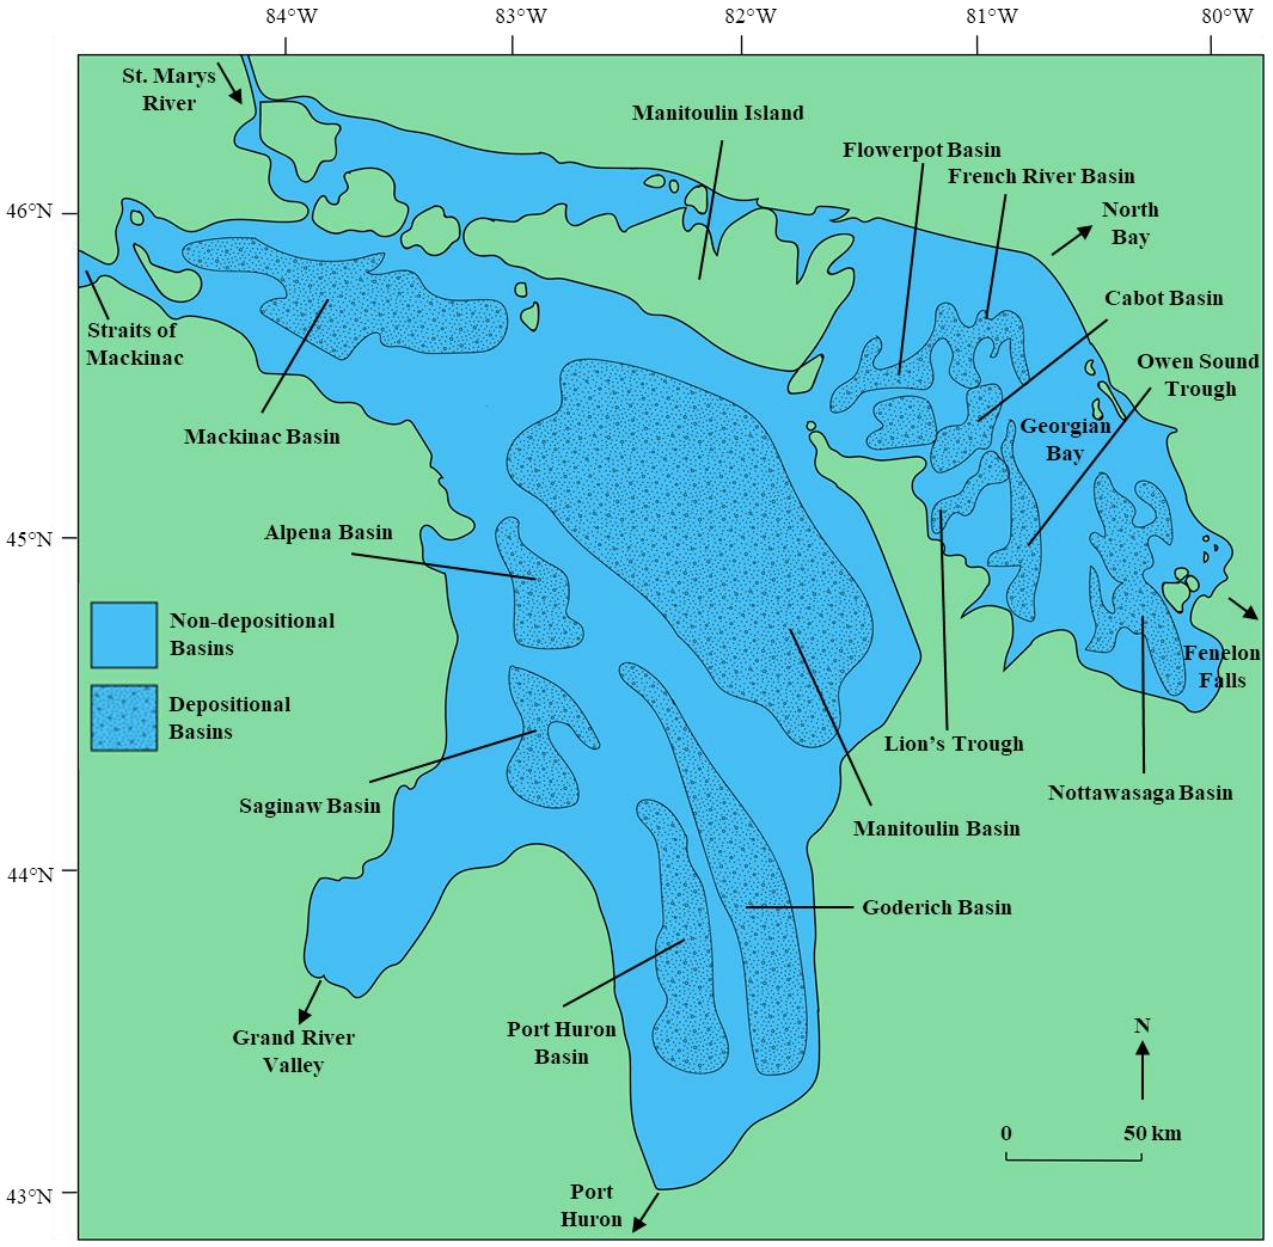 84°W
83°W
82°W
81°W
80°W
St. Marys
River
Manitoulin Island
Flowerpot Basin
French River Basin
46°N
North
Bay
Cabot Basin
Straits of
Mackinac
Owen Sound
Trough
Mackinac Basin
Georgian
Bay
45°N
Alpena Basin
Non-depositional
Basins
Fenelon
Falls
Depositional
Basins
Lion's Trough
Saginaw Basin
Nottawasaga Basin
Manitoulin Basin
44°N
Goderich Basin
Grand River
Valley
Port Huron
Basin
N
0
50 km
43°N
Port
Huron